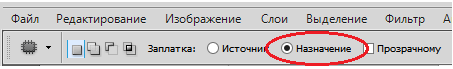 Файл Редактирование Изображение Слои Выделение Фильтр А
Заплатка: Источник Назначение Прозрачному